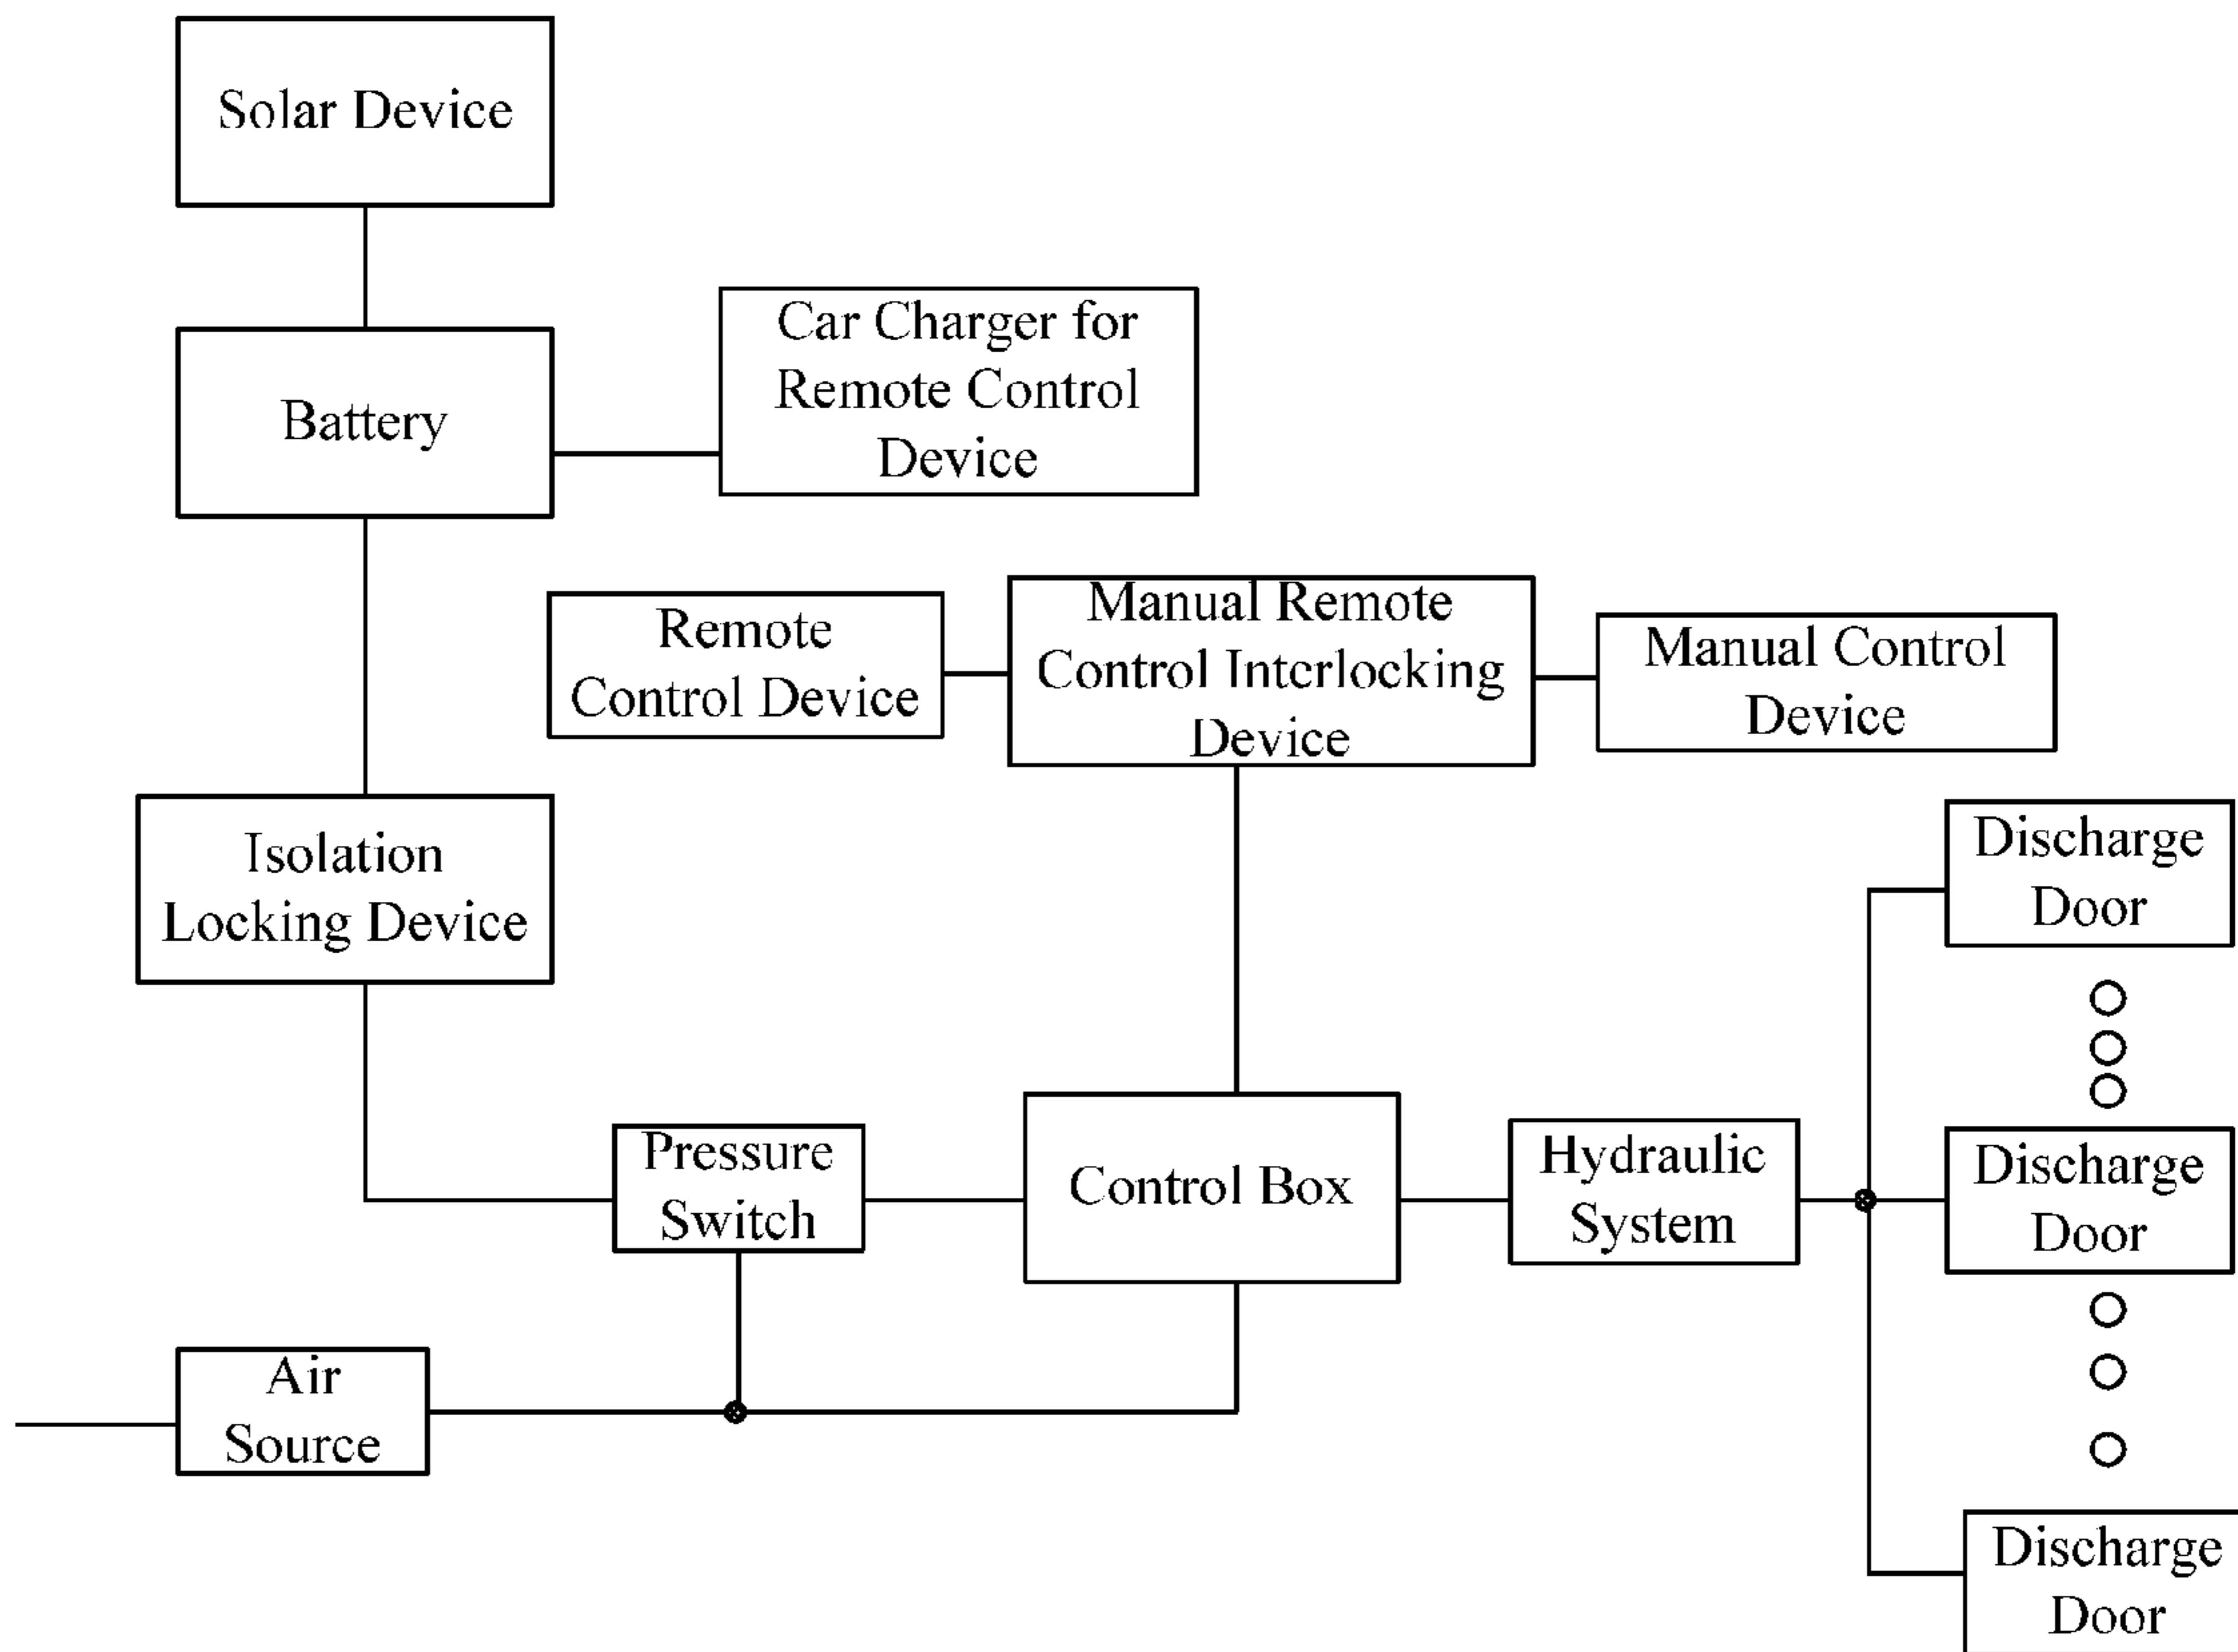 Solar Device
Car Charger for
Remote Control
Device
Battery
Remote
Control Device
Manual Remote
Control Interlocking
Device
Manual Control
Device
Isolation
Locking Device
Discharge
Door
Pressure
Switch
Control Box
Hydraulic
System
Discharge
Door
Air
Source
Discharge
Door